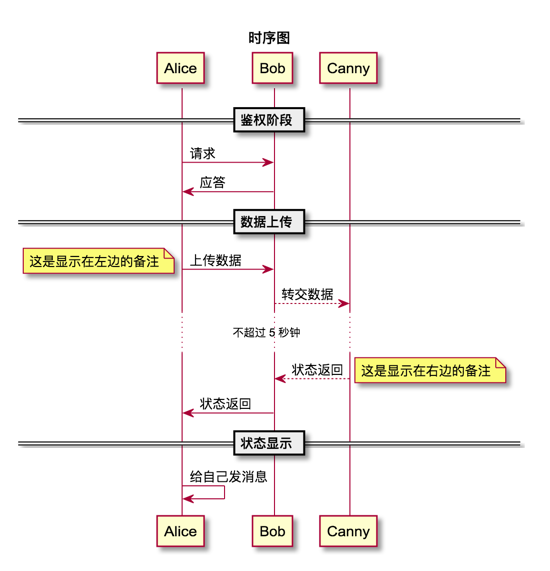 时序图
Alice Bob Canny
鉴权阶段
请求
应答
数据上传
这是显示在左边的备注 上传数据
转交数据
不超过 5 秒钟
状态返回 这是显示在右边的备注
状态返回
状态显示
给自己发消息
Alice Bob Canny